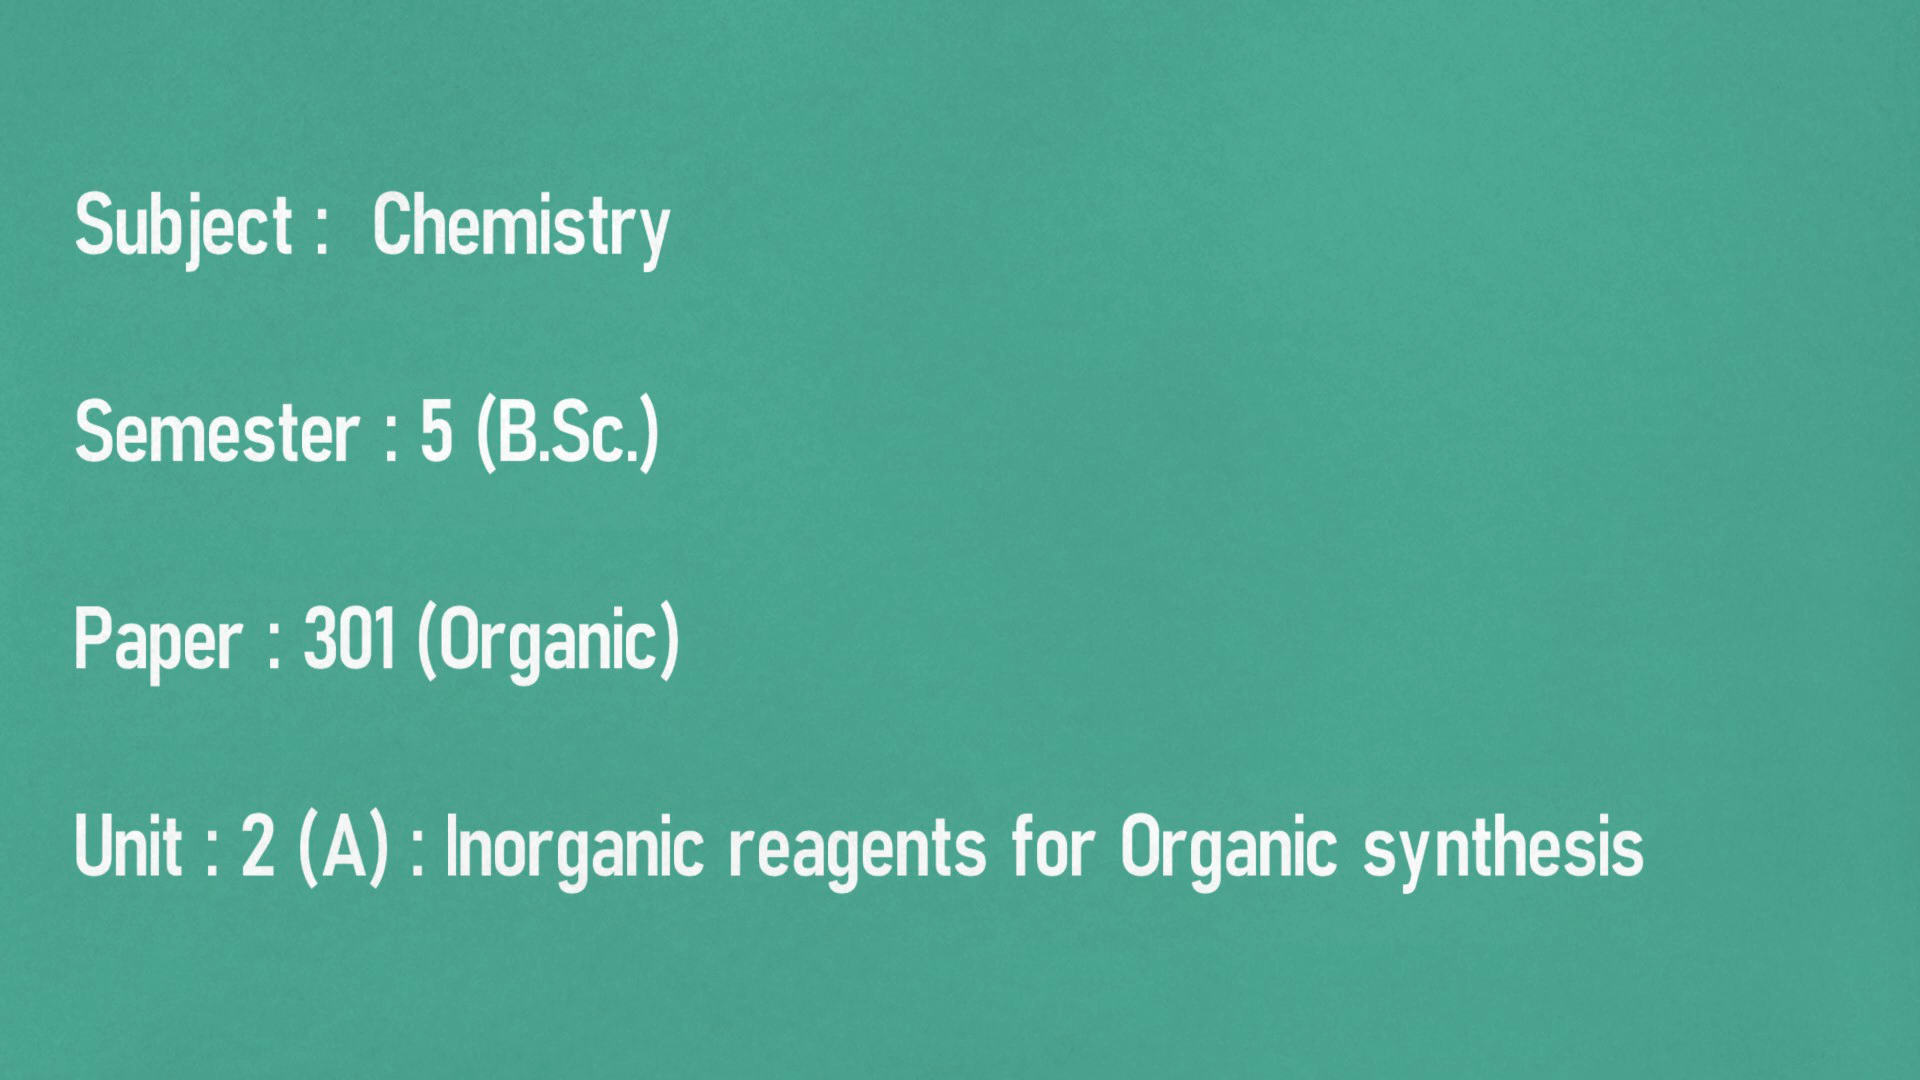 Subject :  Chemistry
Semester : 5 (B.Sc.)
Paper : 301 (Organic)
Unit : 2 (A) : Inorganic reagents for Organic synthesis